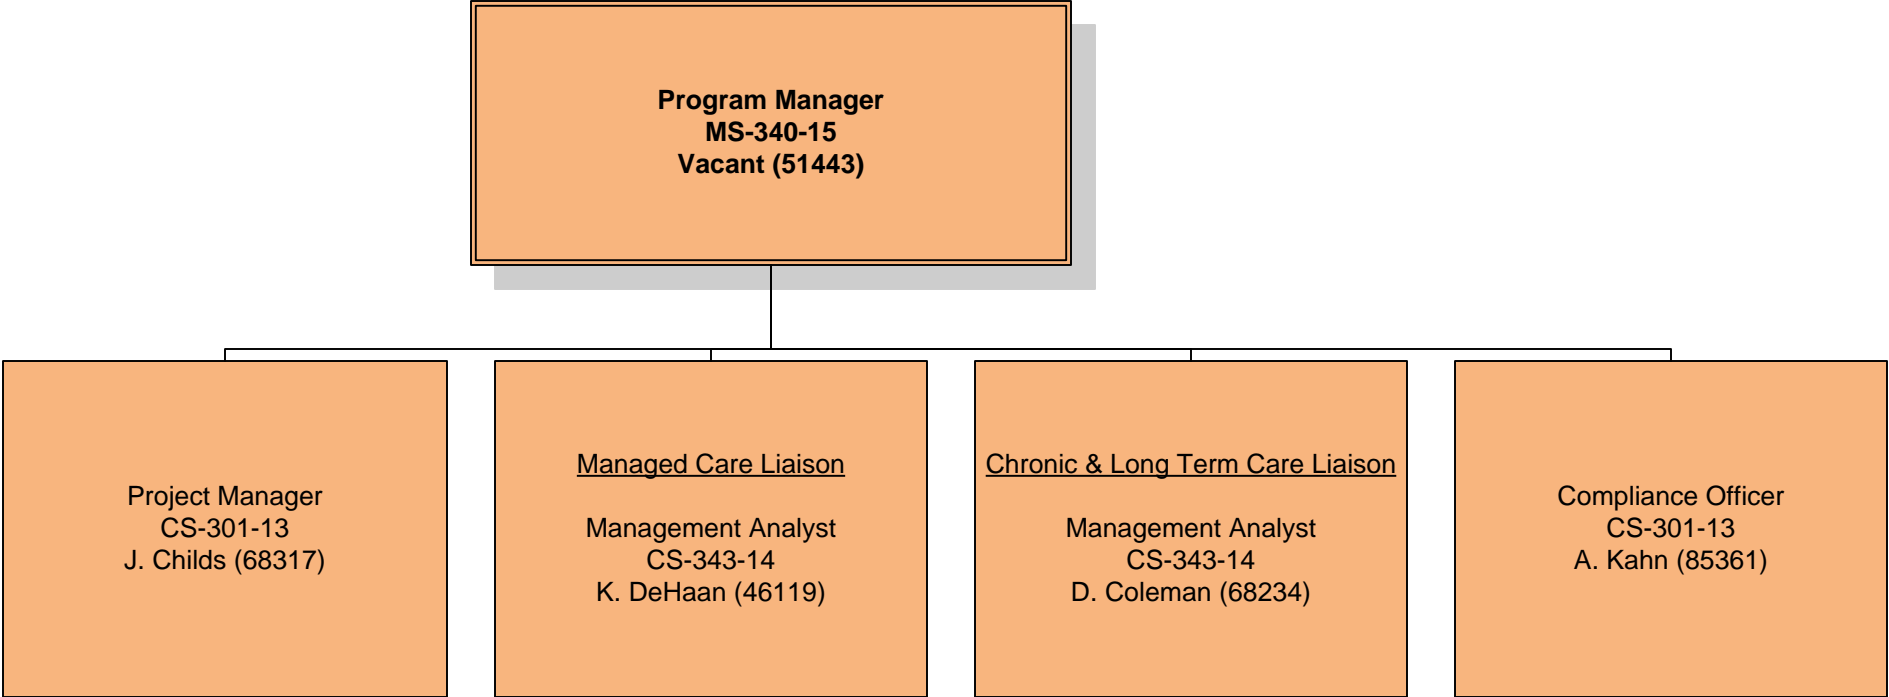 Program Manager
MS-340-15
Vacant (51443)
Project Manager
CS-301-13
J. Childs (68317)
Managed Care Liaison
Management Analyst
CS-343-14
K. DeHaan (46119)
Chronic & Long Term Care Liaison
Management Analyst
CS-343-14
D. Coleman (68234)
Compliance Officer
CS-301-13
A. Kahn (85361)